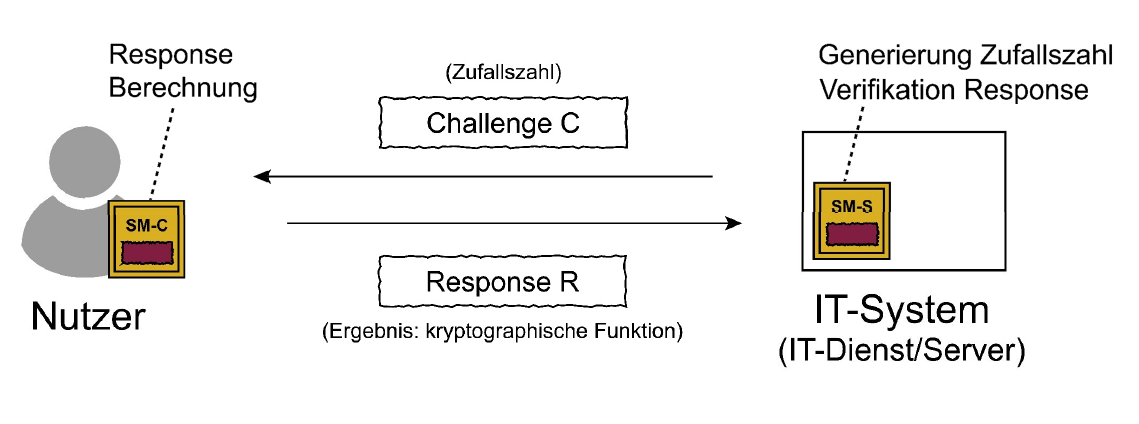 Response
Berechnung
(Zufallszahl)
Challenge C
Generierung Zufallszahl
Verifikation Response
SM-C
SM-S
Response R
(Ergebnis: kryptographische Funktion)
Nutzer
IT-System
(IT-Dienst/Server)